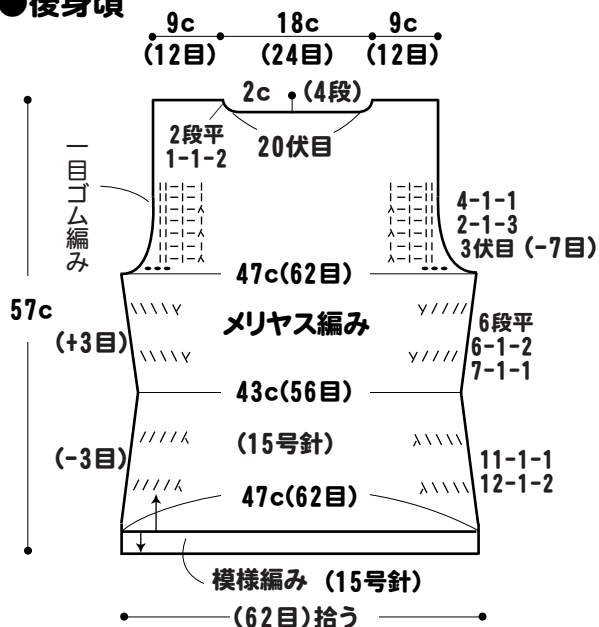 ●後身頃
9c 18c 9c
(12目) (24目) (12目)
2c (4段)
2段平
1-1-2
20伏目
一目ゴム編み
4-1-1
2-1-3
3伏目 (-7目)
47c(62目)
57c
メリヤス編み
(+3目)
6段平
6-1-2
7-1-1
43c(56目)
(-3目)
(15号針)
11-1-1
12-1-2
47c(62目)
模様編み (15号針)
(62目)拾う